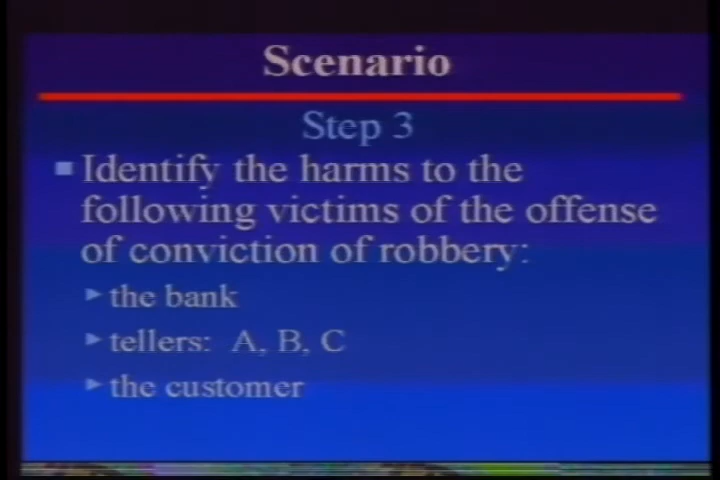 Scenario
Step 3
Identify the harms to the
following victims of the offense
of conviction of robbery:
the bank
tellers: A, B, C
the customer